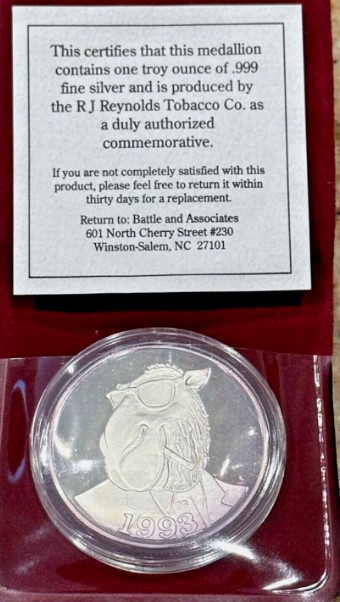 This certifies that this medallion
contains one troy ounce of .999
fine silver and is produced by
the R J Reynolds Tobacco Co. as
a duly authorized
commemorative.
If you are not completely satisfied with this
product, please feel free to return it within
thirty days for a replacement.
Return to: Battle and Associates
601 North Cherry Street #230
Winston-Salem, NC 27101
1993